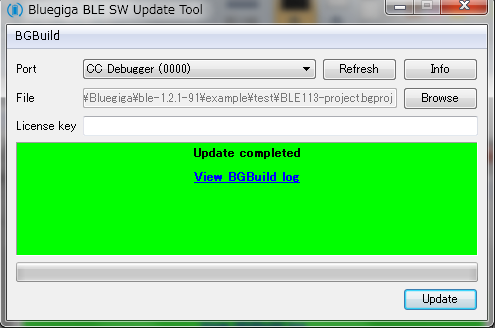 Bluegiga BLE SW Update Tool
BGBuild
Port CC Debugger (0000) Refresh Info
File ¥Bluegiga¥ble-1.2.1-91¥example¥test¥BLE113-project.bgproj Browse
License key
Update completed
View BGBuild log
Update